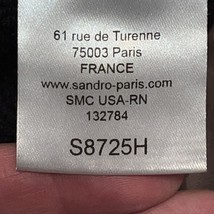 61 rue de Turenne
75003 Paris
FRANCE
www.sandro-paris.com
SMC USA-RN
132784
S8725H